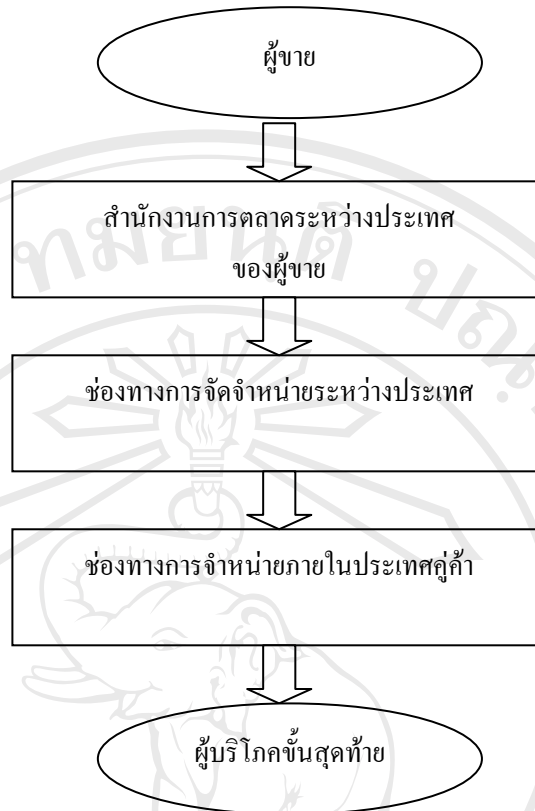 ผู้ขาย
สำนักงานการตลาดระหว่างประเทศ
ของผู้ขาย
ช่องทางการจัดจำหน่ายระหว่างประเทศ
ช่องทางการจำหน่ายภายในประเทศคู่ค้า
ผู้บริโภคขั้นสุดท้าย